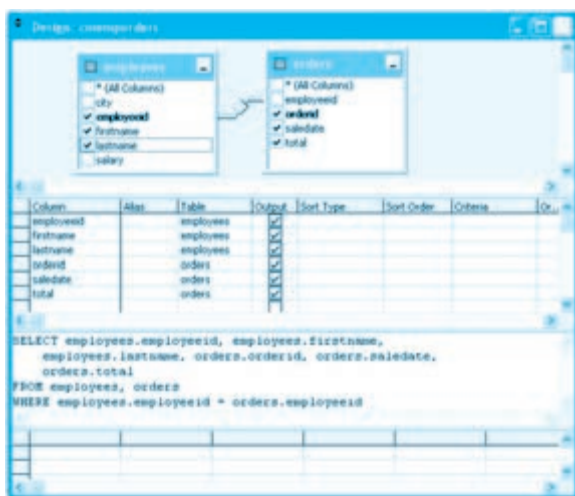 Design:
employees
orders
* (All Columns)
city
employeeid
firstname
lastname
salary
* (All Columns)
employeeid
orderid
saledate
total
Column Alias Table Output Sort Type Sort Order Criteria Or...
employeeid employees
firstname employees
lastname employees
orderid orders
saledate orders
total orders
SELECT employees.employeeid, employees.firstname,
employees.lastname, orders.orderid, orders.saledate,
orders.total
FROM employees, orders
WHERE employees.employeeid = orders.employeeid